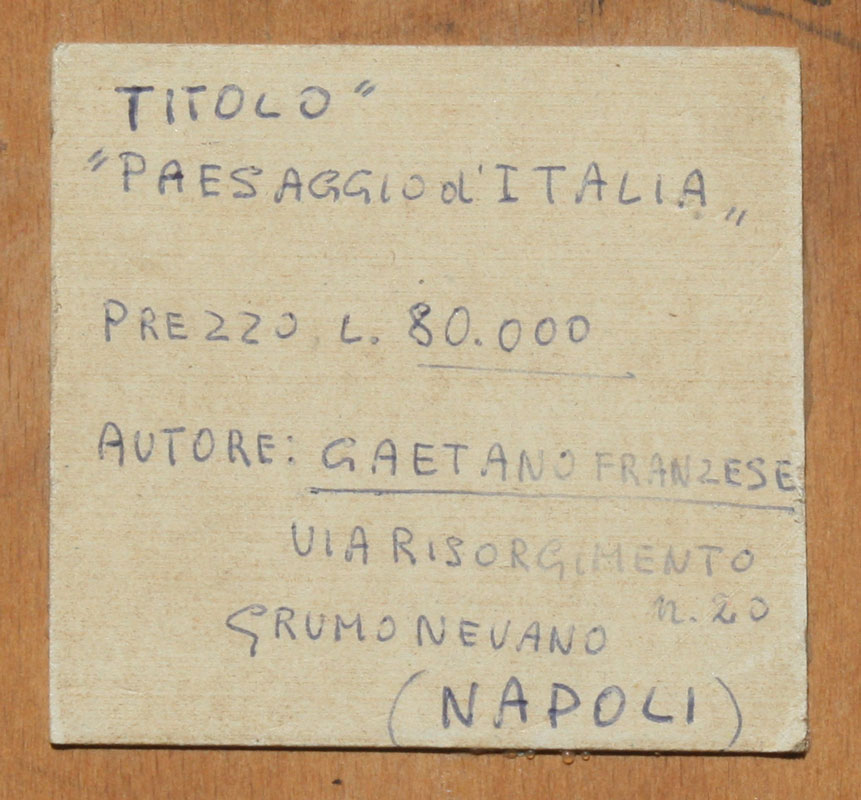 TITOLO"
"PAESAGGIO d'ITALIA„
PREZZO L. 80.000
AUTORE: GAETANO FRANZESE
VIA RISORGIMENTO
n. 20
GRUMO NEVANO
(NAPOLI)